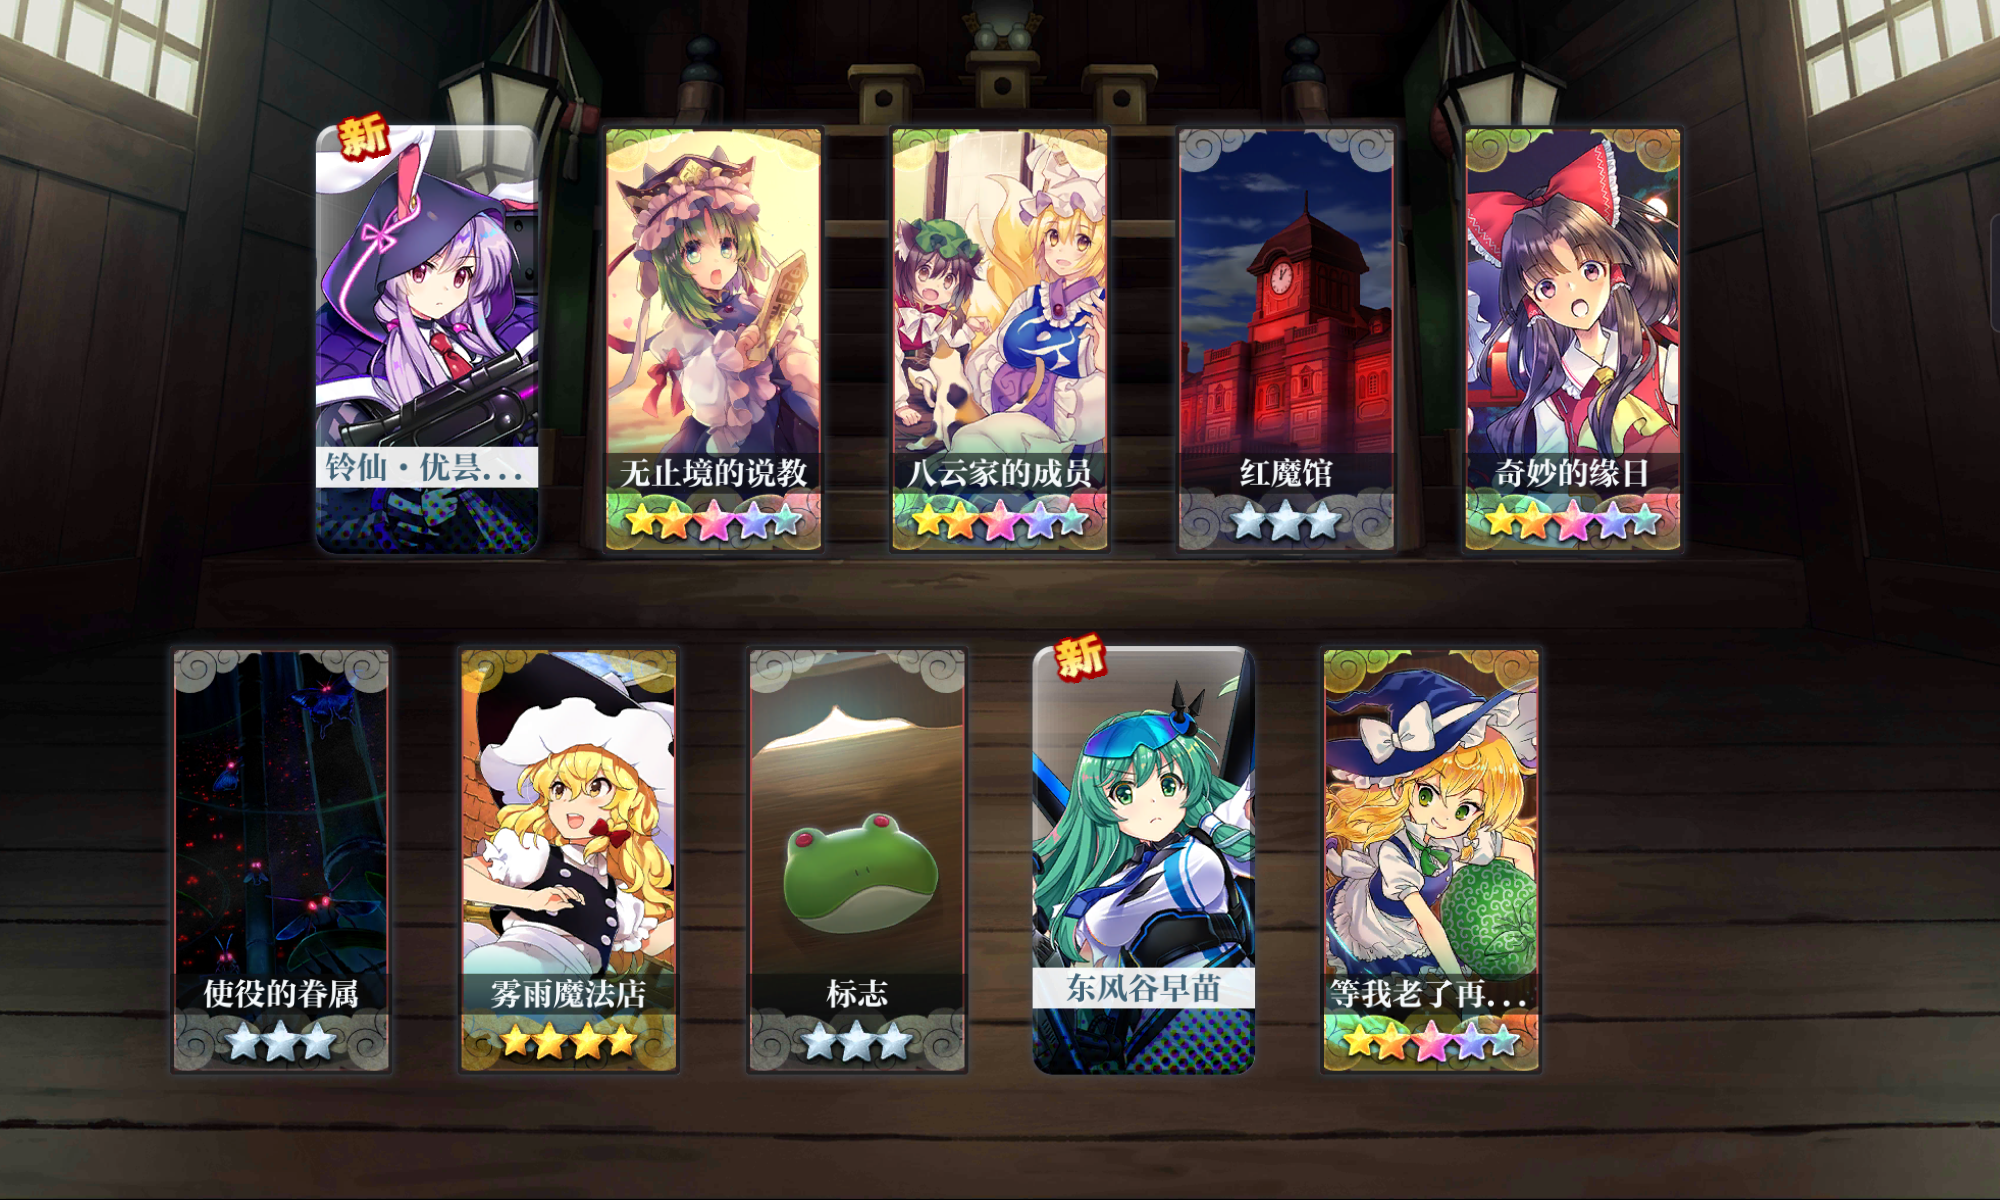 新
铃仙・优昙...
无止境的说教
八云家的成员
红魔馆
奇妙的缘日
使役的眷属
雾雨魔法店
标志
新
东风谷早苗
等我老了再...